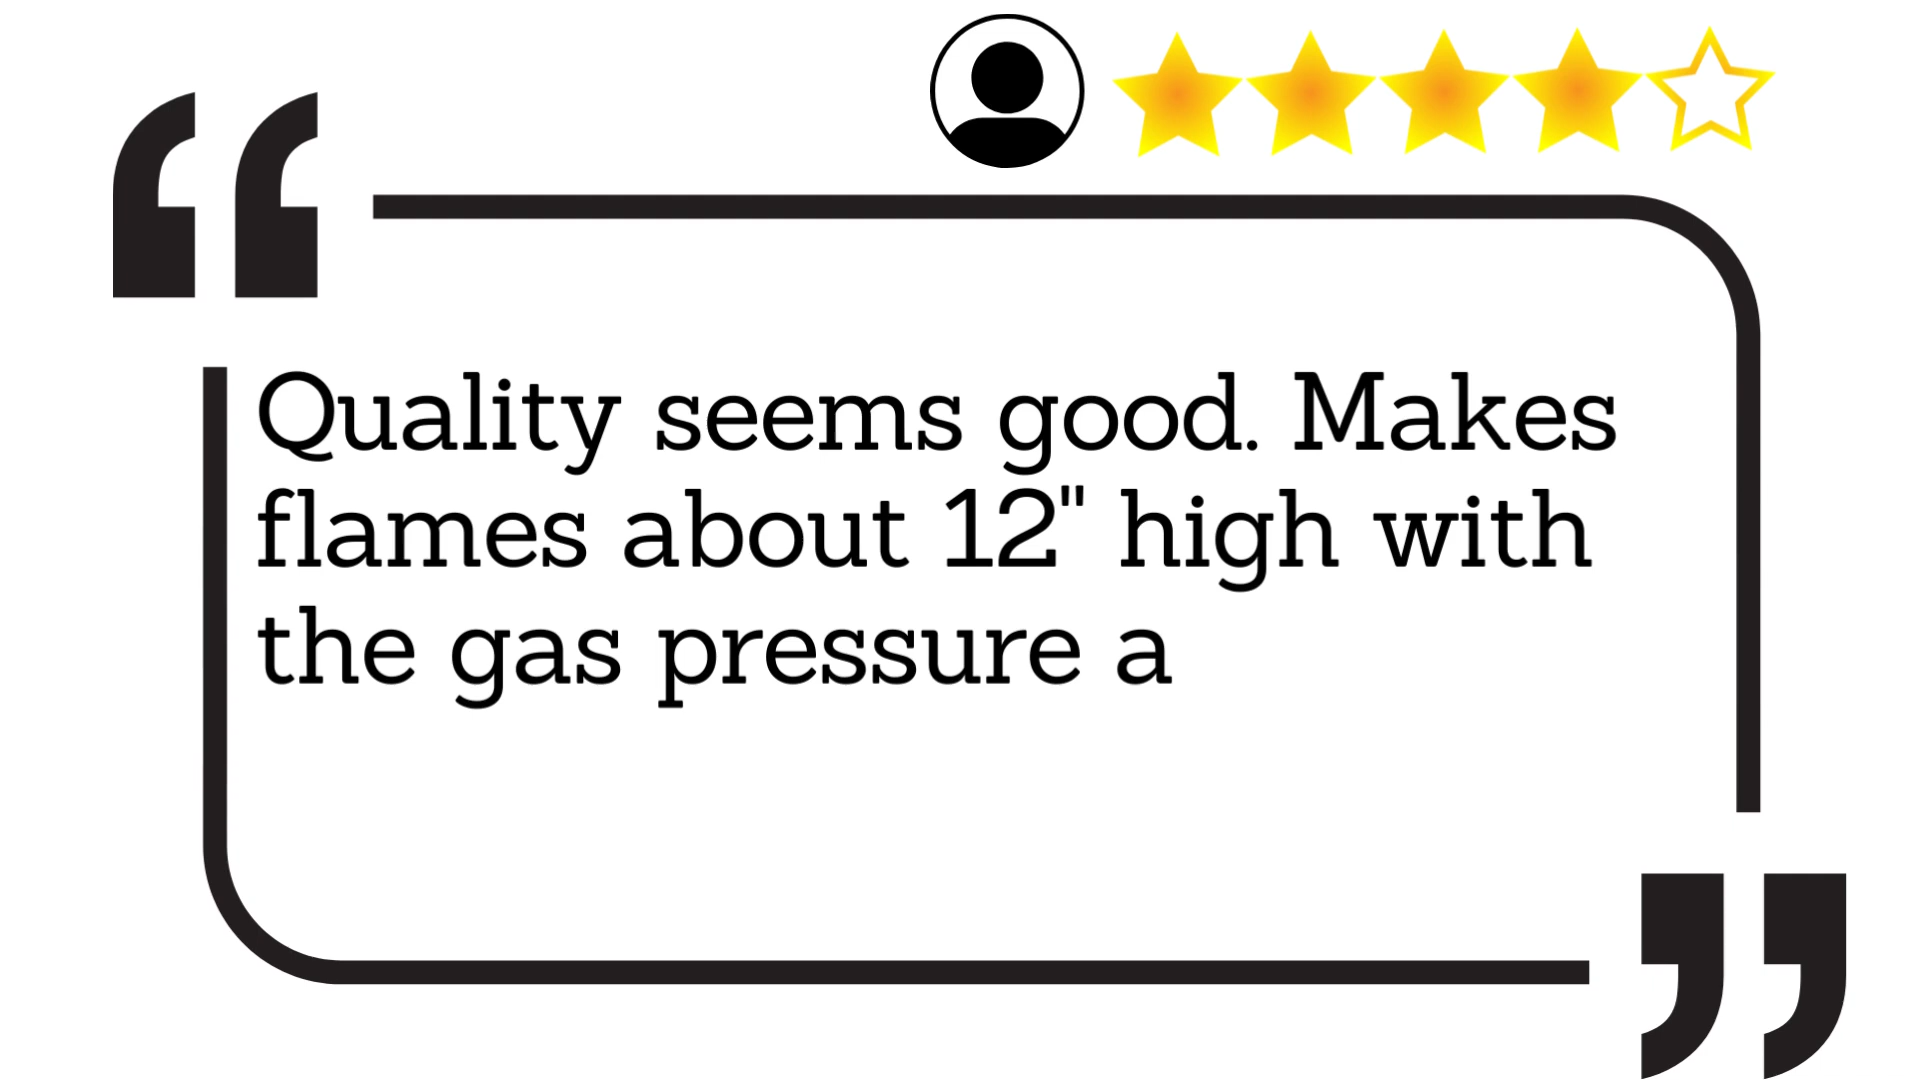 Quality seems good. Makes
flames about 12" high with
the gas pressure a